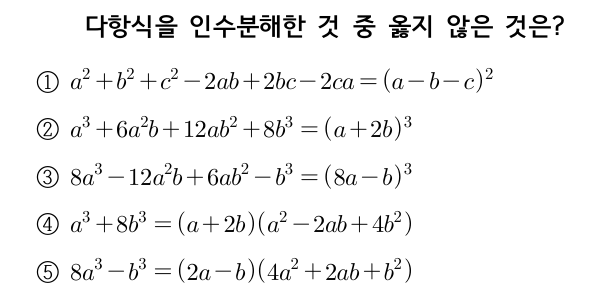 다항식을 인수분해한 것 중 옳지 않은 것은?
① a² + b² + c² − 2ab + 2bc − 2ca = (a − b − c)²
② a³ + 6a²b + 12ab² + 8b³ = (a + 2b)³
③ 8a³ − 12a²b + 6ab² − b³ = (8a − b)³
④ a³ + 8b³ = (a + 2b)(a² − 2ab + 4b²)
⑤ 8a³ − b³ = (2a − b)(4a² + 2ab + b²)